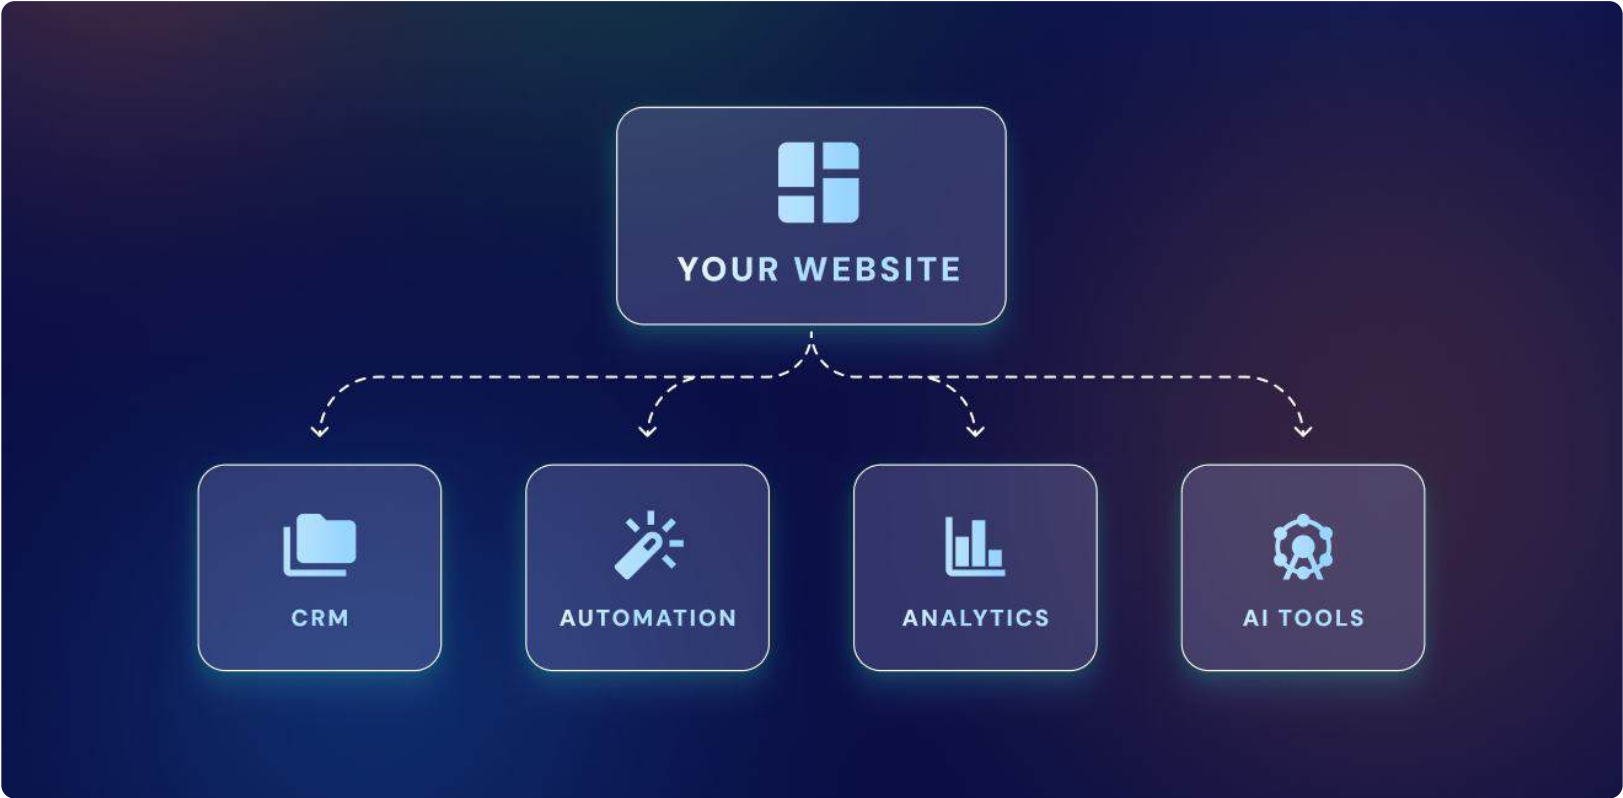 YOUR WEBSITE
CRM
AUTOMATION
ANALYTICS
AI TOOLS